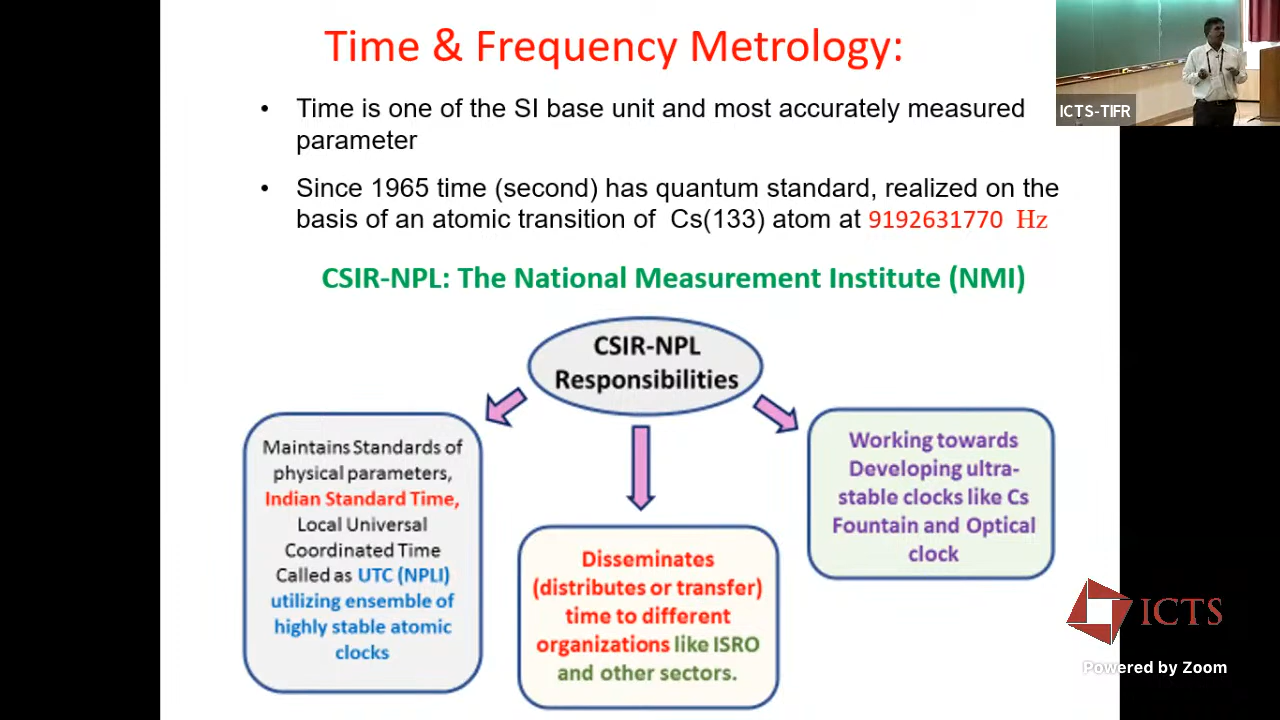 Time & Frequency Metrology:
• Time is one of the SI base unit and most accurately measured
parameter
• Since 1965 time (second) has quantum standard, realized on the
basis of an atomic transition of Cs(133) atom at 9192631770 Hz
CSIR-NPL: The National Measurement Institute (NMI)
CSIR-NPL
Responsibilities
Maintains Standards of
physical parameters,
Indian Standard Time,
Local Universal
Coordinated Time
Called as UTC (NPLI)
utilizing ensemble of
highly stable atomic
clocks
Disseminates
(distributes or transfer)
time to different
organizations like ISRO
and other sectors.
Working towards
Developing ultra-
stable clocks like Cs
Fountain and Optical
clock
ICTS-TIFR
ICTS
Powered by Zoom